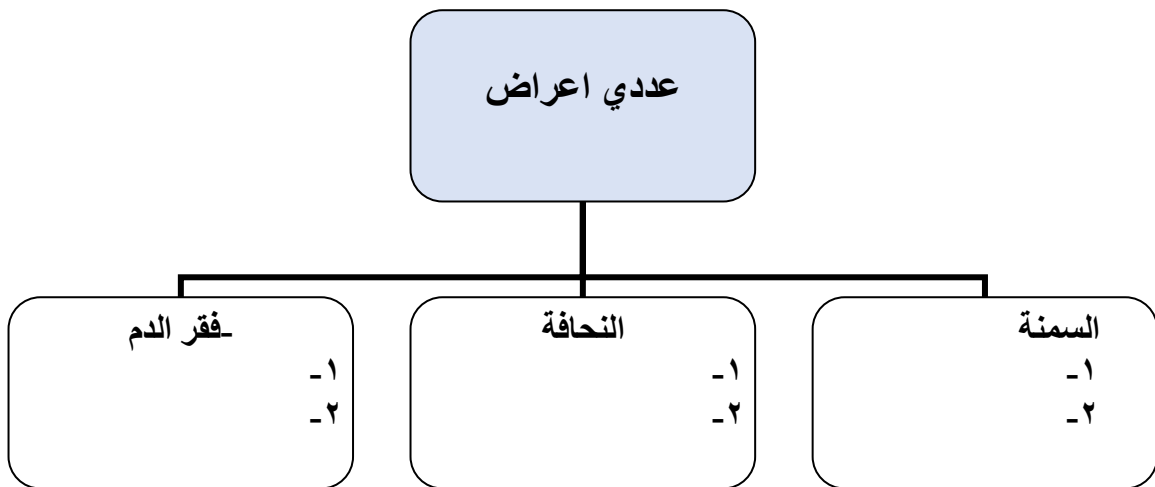 عددي اعراض
السمنة
١-
٢-
النحافة
١-
٢-
-فقر الدم
١-
٢-